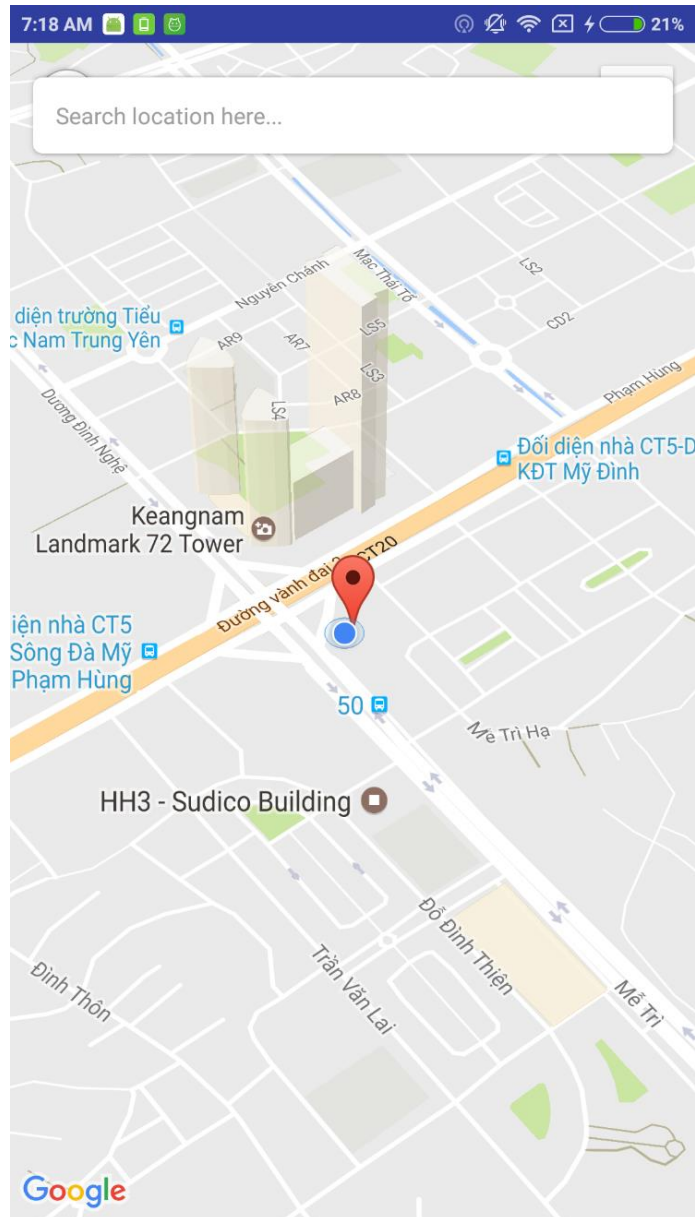 7:18 AM
21%
Search location here...
Mạc Thái Tổ
LS2
Nguyễn Chánh
diện trường Tiểu
c Nam Trung Yên
AR9
AR7
LS5
CD2
LS3
AR8
LS4
Phạm Hùng
Dương Đình Nghệ
Đối diện nhà CT5-D
KĐT Mỹ Đình
Keangnam
Landmark 72 Tower
CT20
Đường vành đai
iện nhà CT5
Sông Đà Mỹ
Phạm Hùng
50
Mễ Trì Hạ
HH3 - Sudico Building
Đỗ Đình Thiện
Trần Văn Lai
Đình Thôn
Mễ Trì
Google